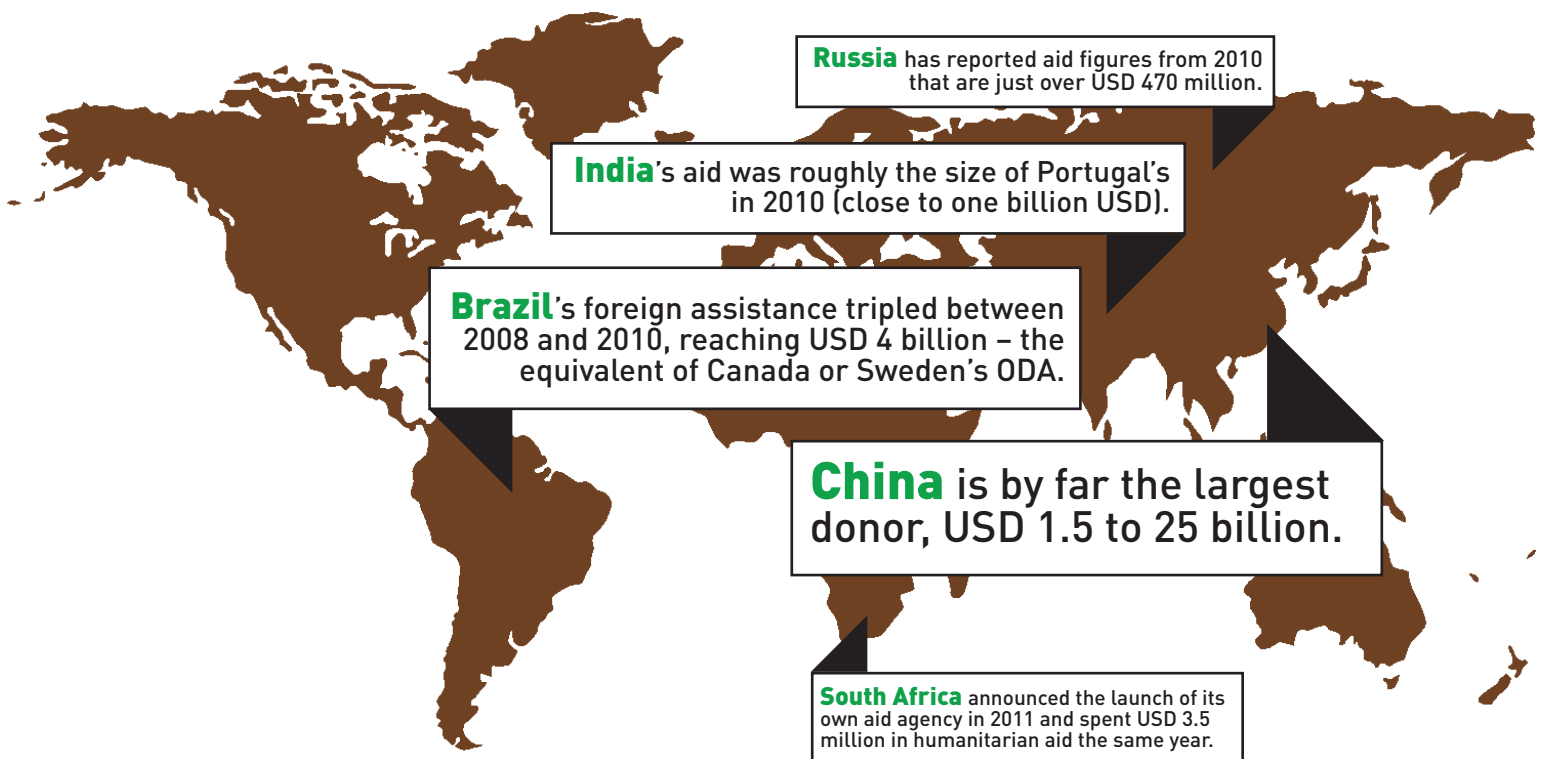 Russia has reported aid figures from 2010
that are just over USD 470 million.
India’s aid was roughly the size of Portugal’s
in 2010 (close to one billion USD).
Brazil’s foreign assistance tripled between
2008 and 2010, reaching USD 4 billion – the
equivalent of Canada or Sweden’s ODA.
China is by far the largest
donor, USD 1.5 to 25 billion.
South Africa announced the launch of its
own aid agency in 2011 and spent USD 3.5
million in humanitarian aid the same year.